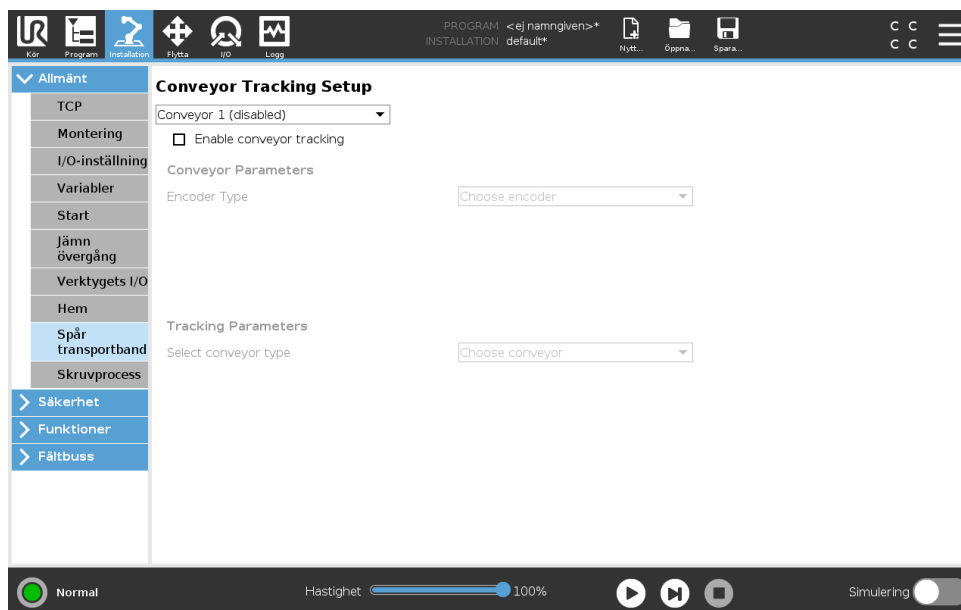 UR
PROGRAM <ej namngiven>*
INSTALLATION default*
C C
C C
Kör
Program
Installation
Flytta
I/O
Logg
Nytt...
Öppna...
Spara...
Allmänt
TCP
Montering
I/O-inställning
Variabler
Start
Jämn
övergång
Verktygets I/O
Hem
Spår
transportband
Skruvprocess
Säkerhet
Funktioner
Fältbuss
Conveyor Tracking Setup
Conveyor 1 (disabled)
Enable conveyor tracking
Conveyor Parameters
Encoder Type
Choose encoder
Tracking Parameters
Select conveyor type
Choose conveyor
Normal
Hastighet
100%
Simulering